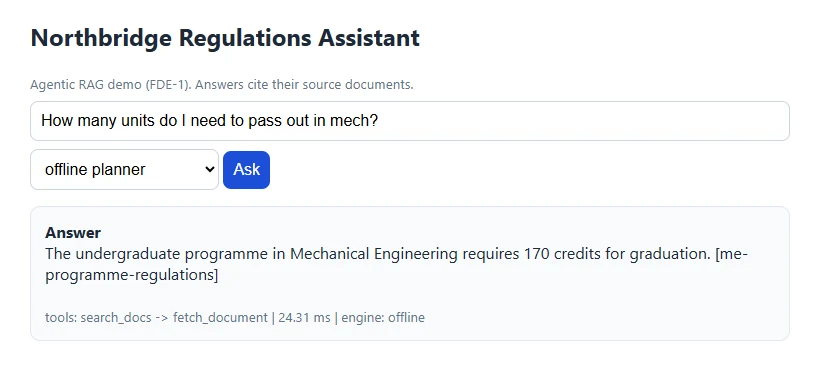 Northbridge Regulations Assistant
Agentic RAG demo (FDE-1). Answers cite their source documents.
How many units do I need to pass out in mech?
offline planner
Ask
Answer
The undergraduate programme in Mechanical Engineering requires 170 credits for graduation. [me-
programme-regulations]
tools: search_docs -> fetch_document | 24.31 ms | engine: offline